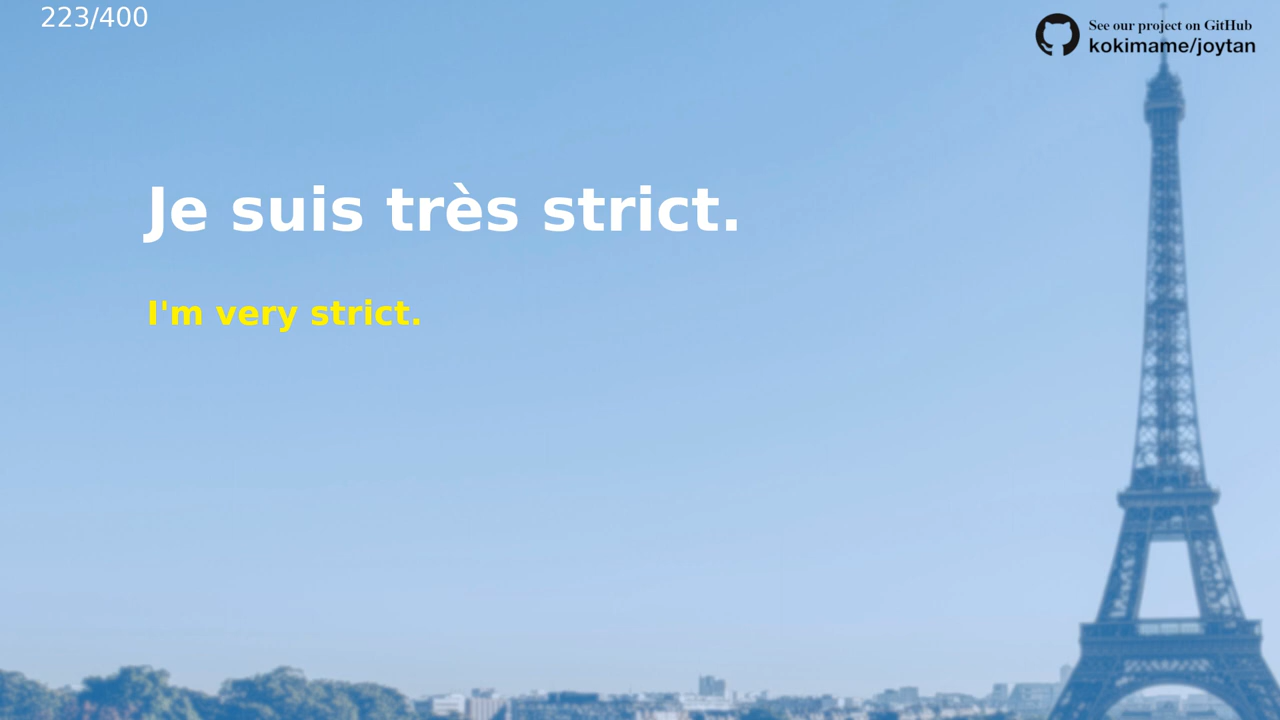 223/400
See our project on GitHub
kokimame/joytan
Je suis très strict.
I'm very strict.